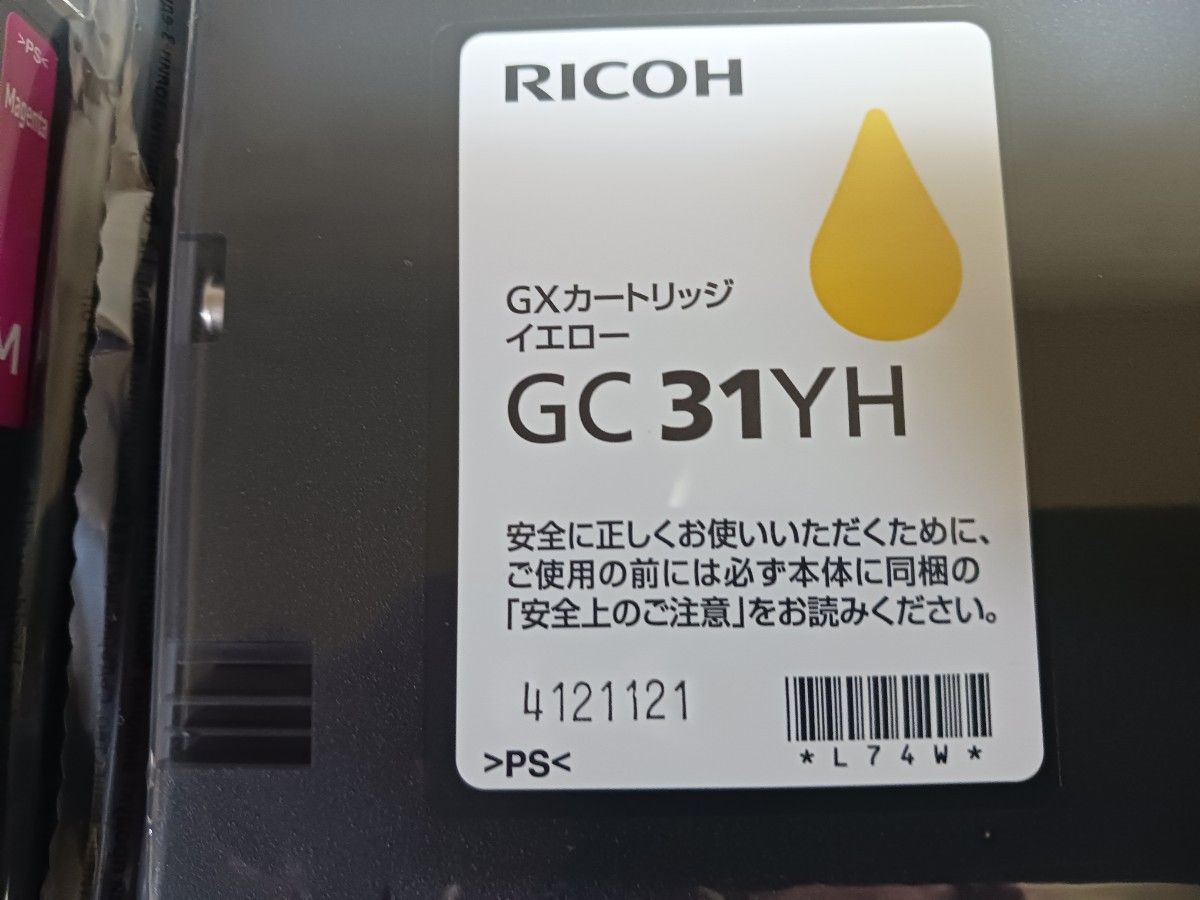 >PS<
Magenta
M
RICOH
GXカートリッジ
イエロー
GC 31YH
安全に正しくお使いいただくために、
ご使用の前には必ず本体に同梱の
「安全上のご注意」をお読みください。
4121121
*L74W*
>PS<